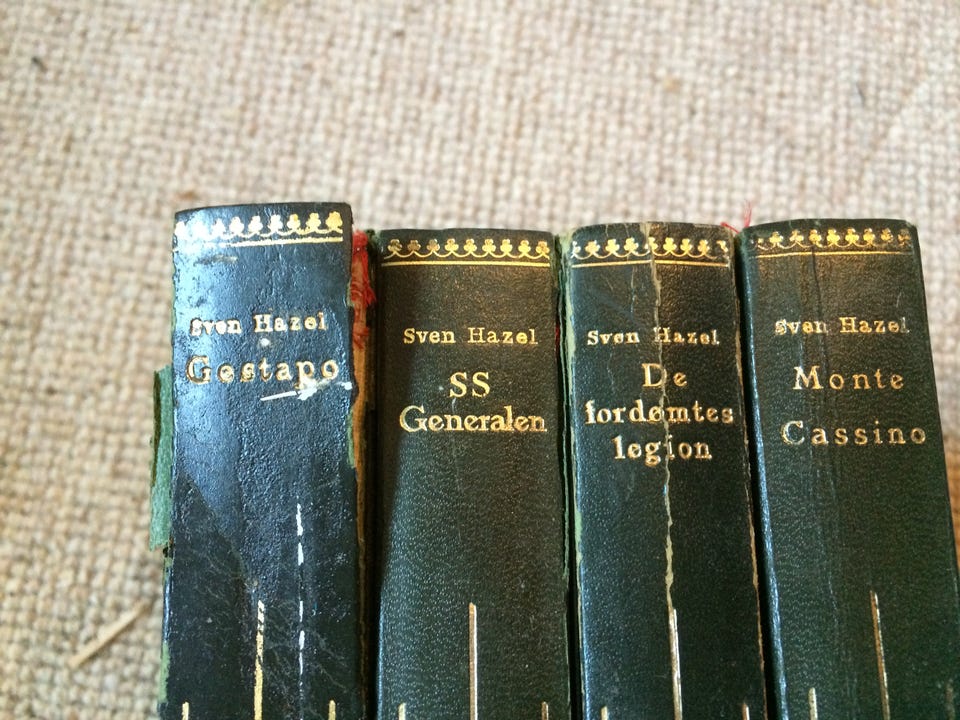 Sven Hazel
Gestapo
Sven Hazel
SS
Generalen
Sven Hazel
De
fordømtes
legion
Sven Hazel
Monte
Cassino